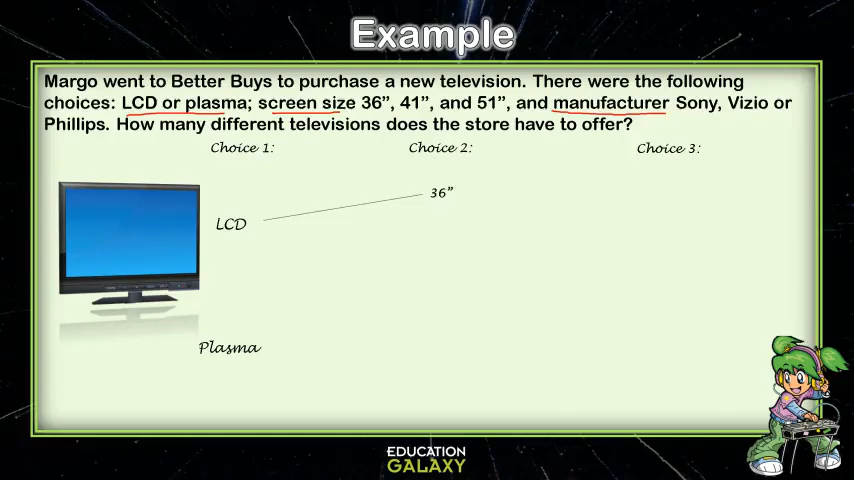 Example
Margo went to Better Buys to purchase a new television. There were the following
choices: LCD or plasma; screen size 36”, 41”, and 51”, and manufacturer Sony, Vizio or
Phillips. How many different televisions does the store have to offer?
Choice 1: Choice 2: Choice 3:
36”
LCD
Plasma
EDUCATION
GALAXY